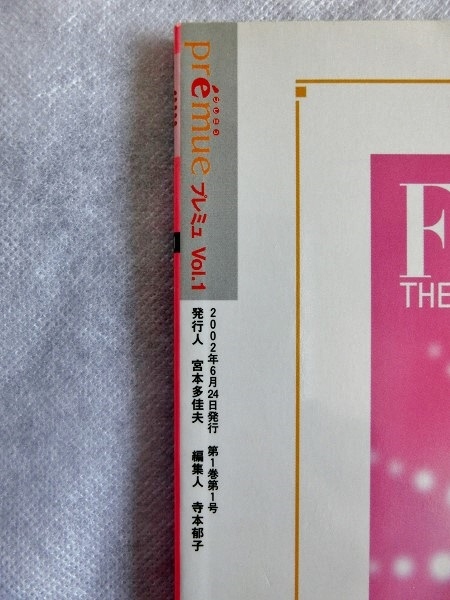 prémue プレミュ Vol.1
2002年6月24日発行 第1巻第1号
発行人 宮本多佳夫 編集人 寺本郁子
F
THE